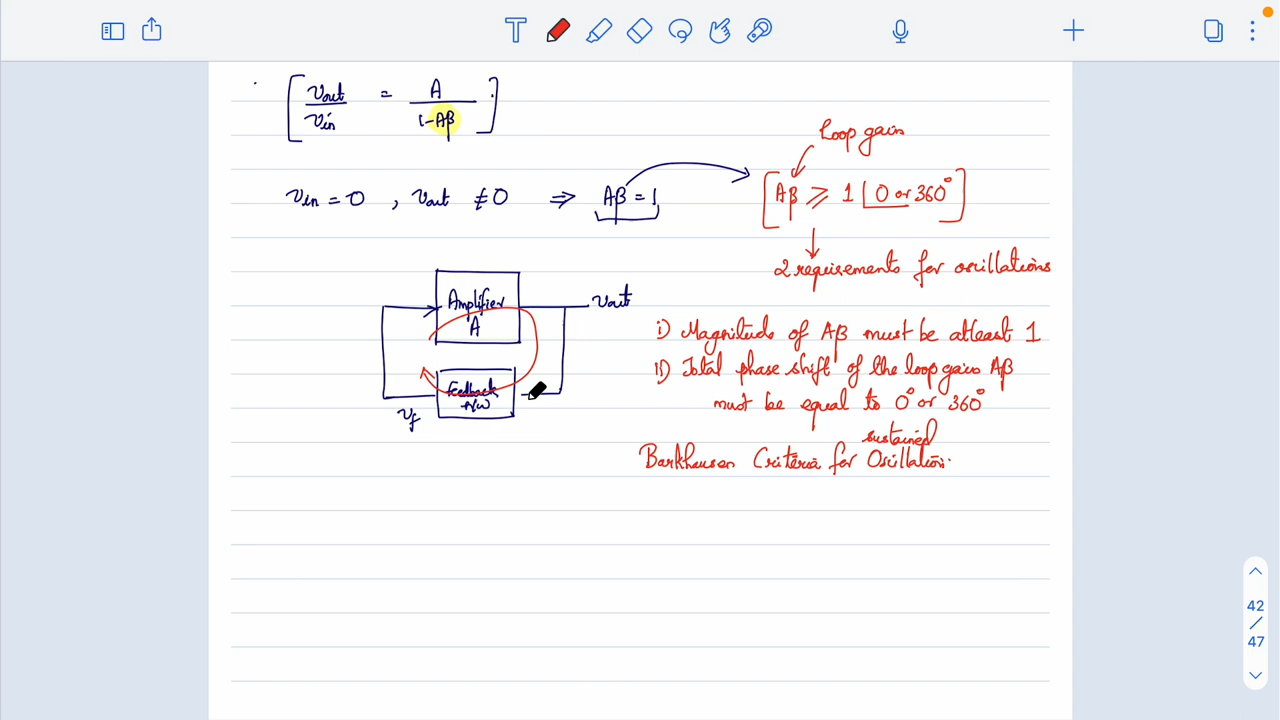 Vout / Vin = A / 1-Aβ
Loop gain
Vin = 0 , Vout ≠ 0 ⇒ Aβ = 1
Aβ ≥ 1 0 or 360°
2 requirements for oscillations
Amplifier
A
Vout
Feedback
N/W
Vf
i) Magnitude of Aβ must be atleast 1
ii) Total phase shift of the loop gain Aβ
must be equal to 0° or 360°
sustained
Barkhausen Criteria for Oscillation.
42
/
47